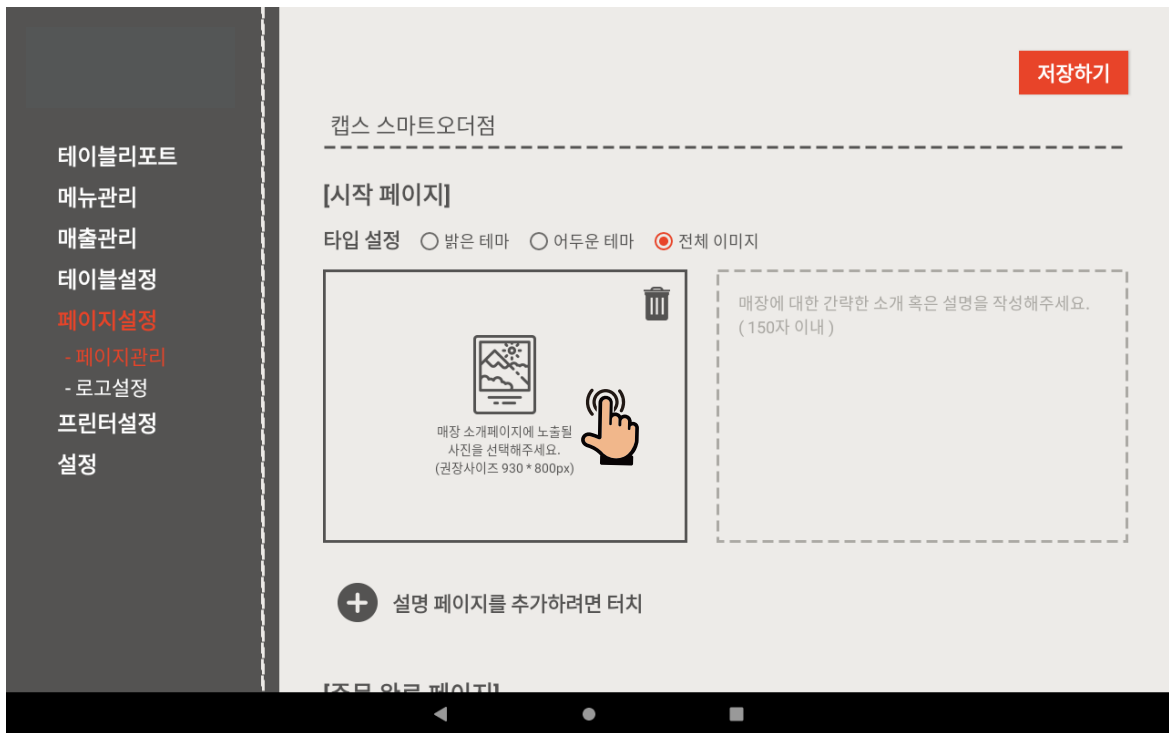 저장하기
캡스 스마트오더점
테이블리포트
메뉴관리
매출관리
테이블설정
페이지설정
- 페이지관리
- 로고설정
프린터설정
설정
[시작 페이지]
타입 설정 밝은 테마 어두운 테마 전체 이미지
매장 소개페이지에 노출될
사진을 선택해주세요.
(권장사이즈 930 * 800px)
매장에 대한 간략한 소개 혹은 설명을 작성해주세요.
( 150자 이내 )
설명 페이지를 추가하려면 터치
[주문 완료 페이지]